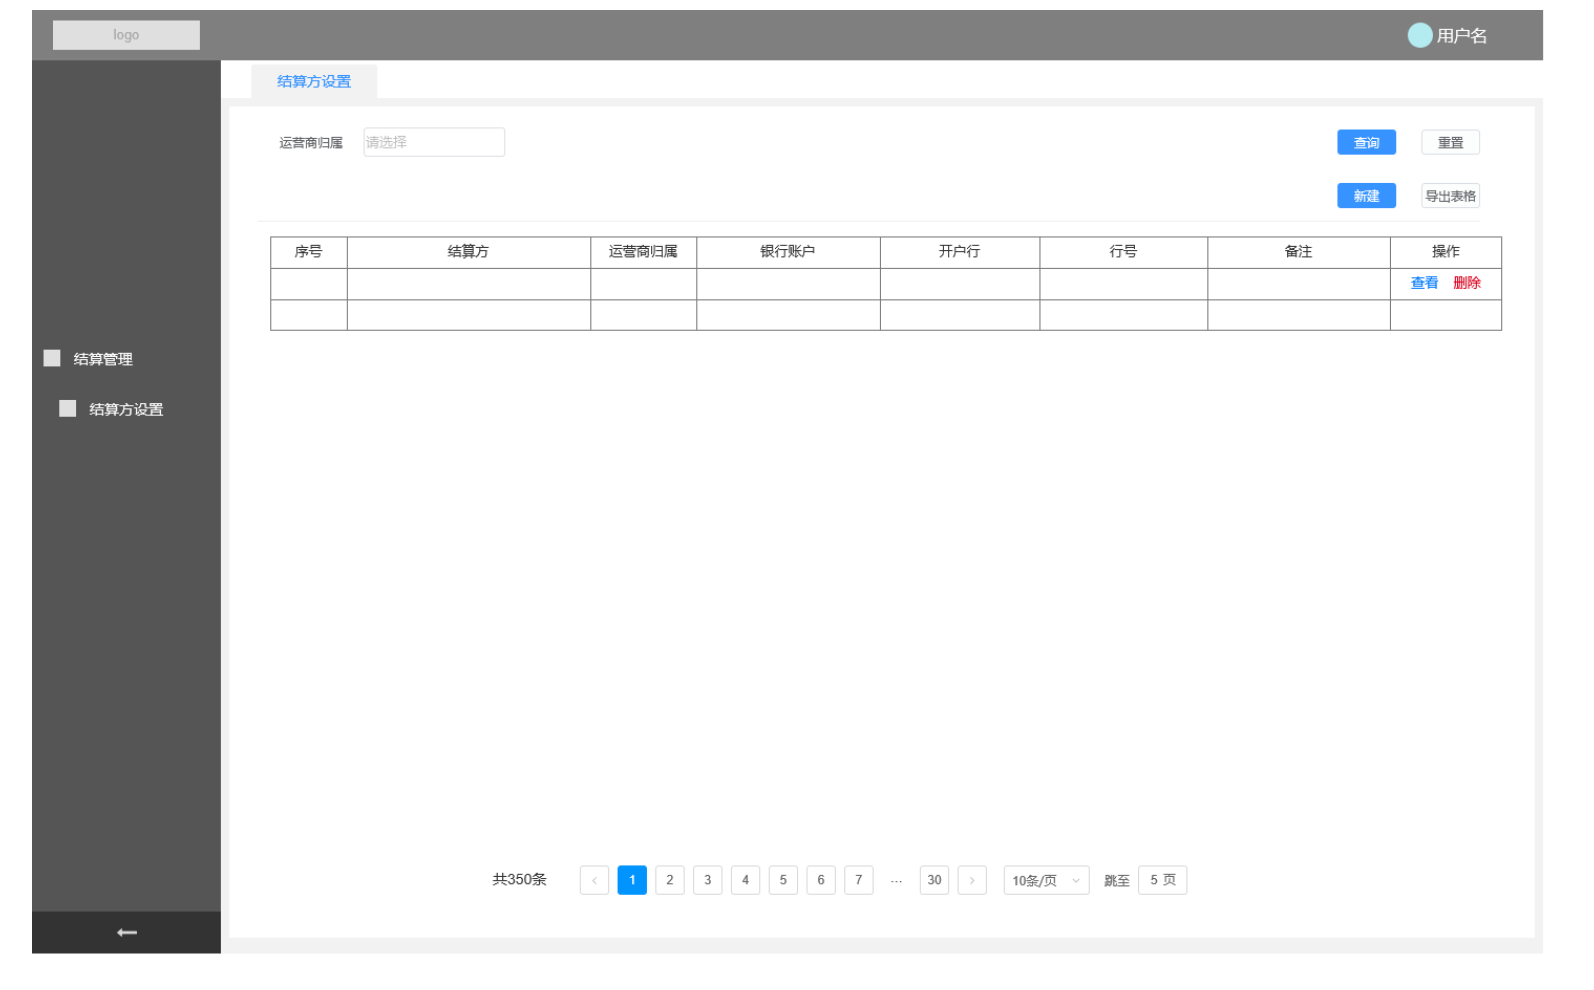 logo
用户名
结算方设置
运营商归属 请选择 查询 重置
新建 导出表格
序号 结算方 运营商归属 银行账户 开户行 行号 备注 操作
查看 删除
结算管理
结算方设置
共350条 < 1 2 3 4 5 6 7 ... 30 > 10条/页 跳至 5 页